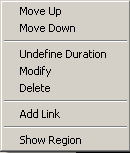 Move Up
Move Down
Undefine Duration
Modify
Delete
Add Link
Show Region